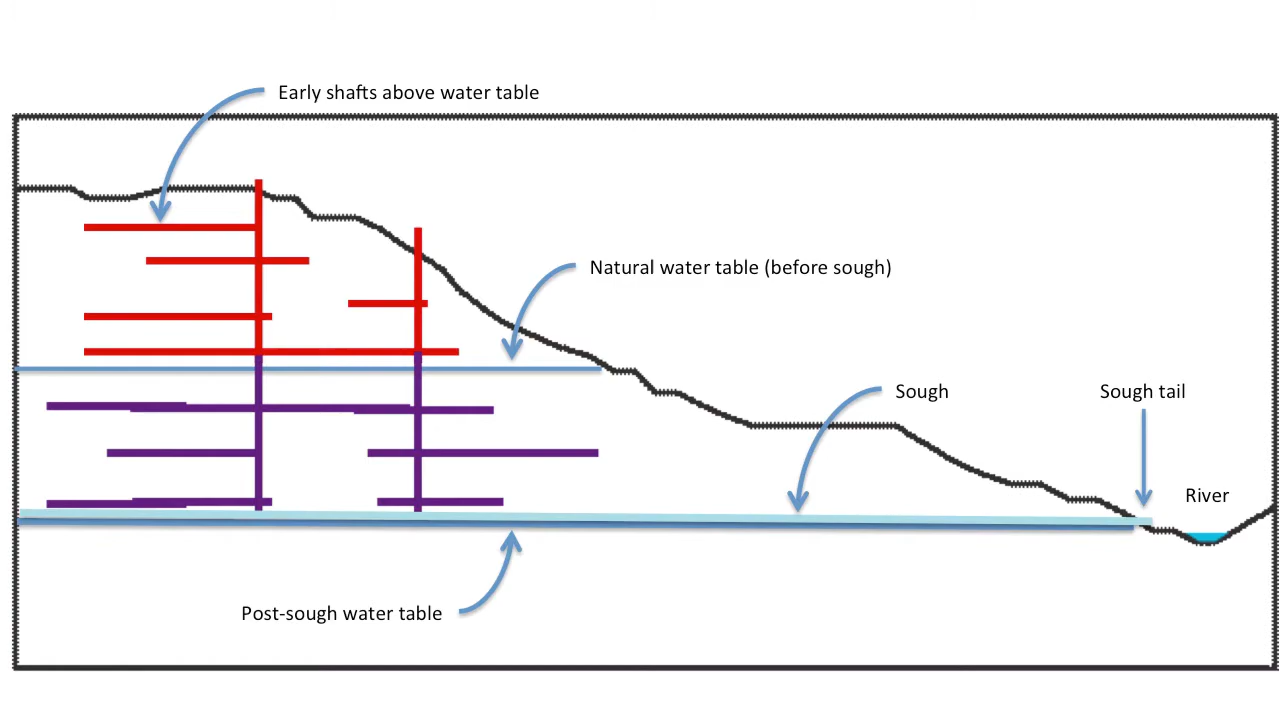 Early shafts above water table
Natural water table (before sough)
Sough
Sough tail
River
Post-sough water table